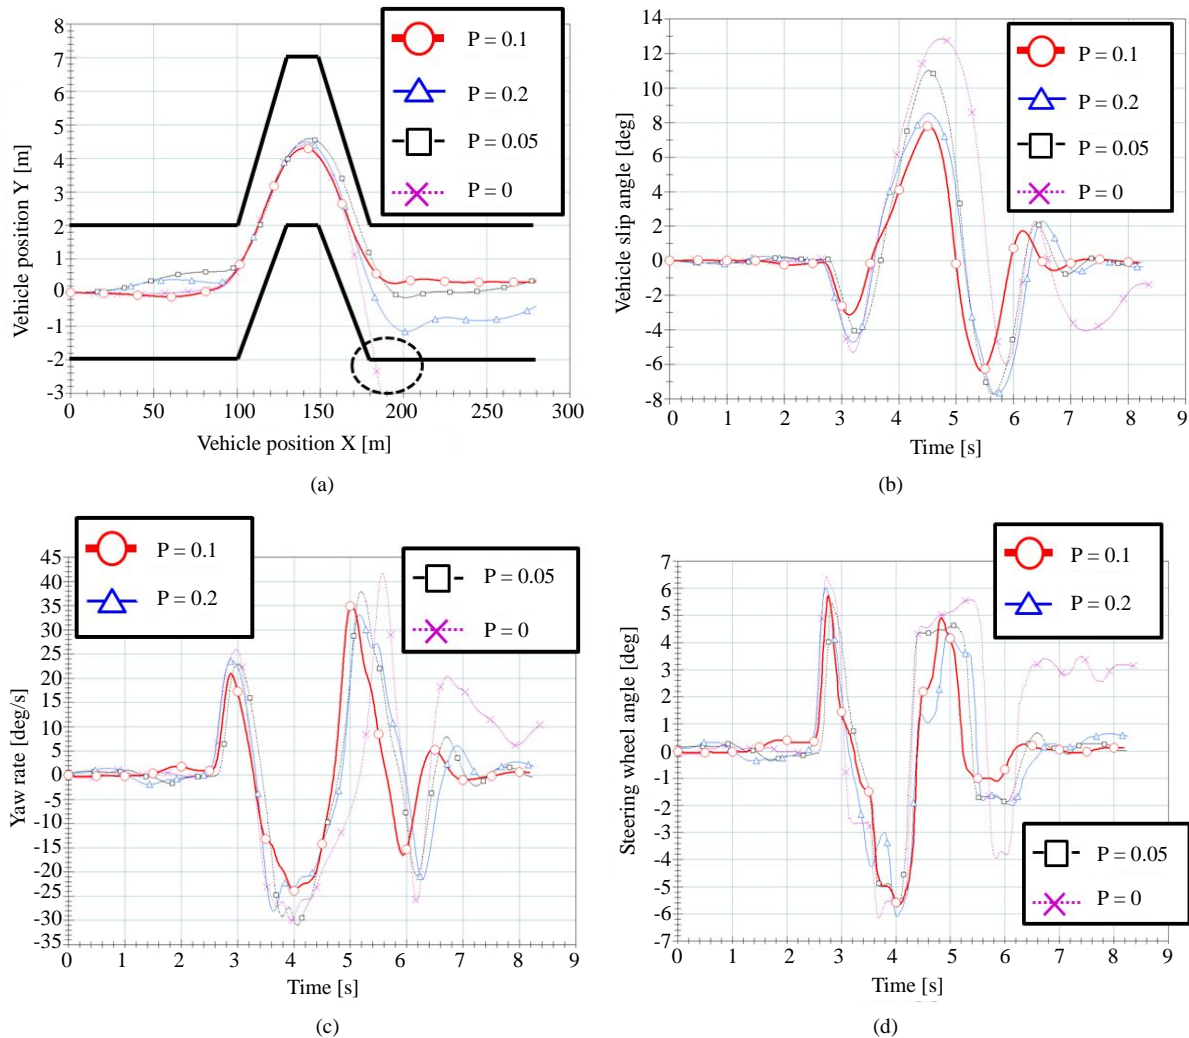 8
7
6
5
4
3
2
1
0
-1
-2
-3
0 50 100 150 200 250 300
Vehicle position Y [m]
Vehicle position X [m]
P = 0.1
P = 0.2
P = 0.05
P = 0
(a)
14
12
10
8
6
4
2
0
-2
-4
-6
-8
0 1 2 3 4 5 6 7 8 9
Vehicle slip angle [deg]
Time [s]
P = 0.1
P = 0.2
P = 0.05
P = 0
(b)
P = 0.1
P = 0.2
P = 0.05
P = 0
45
40
35
30
25
20
15
10
5
0
-5
-10
-15
-20
-25
-30
-35
0 1 2 3 4 5 6 7 8 9
Yaw rate [deg/s]
Time [s]
(c)
P = 0.1
P = 0.2
7
6
5
4
3
2
1
0
-1
-2
-3
-4
-5
-6
-7
0 1 2 3 4 5 6 7 8 9
Steering wheel angle [deg]
P = 0.05
P = 0
Time [s]
(d)